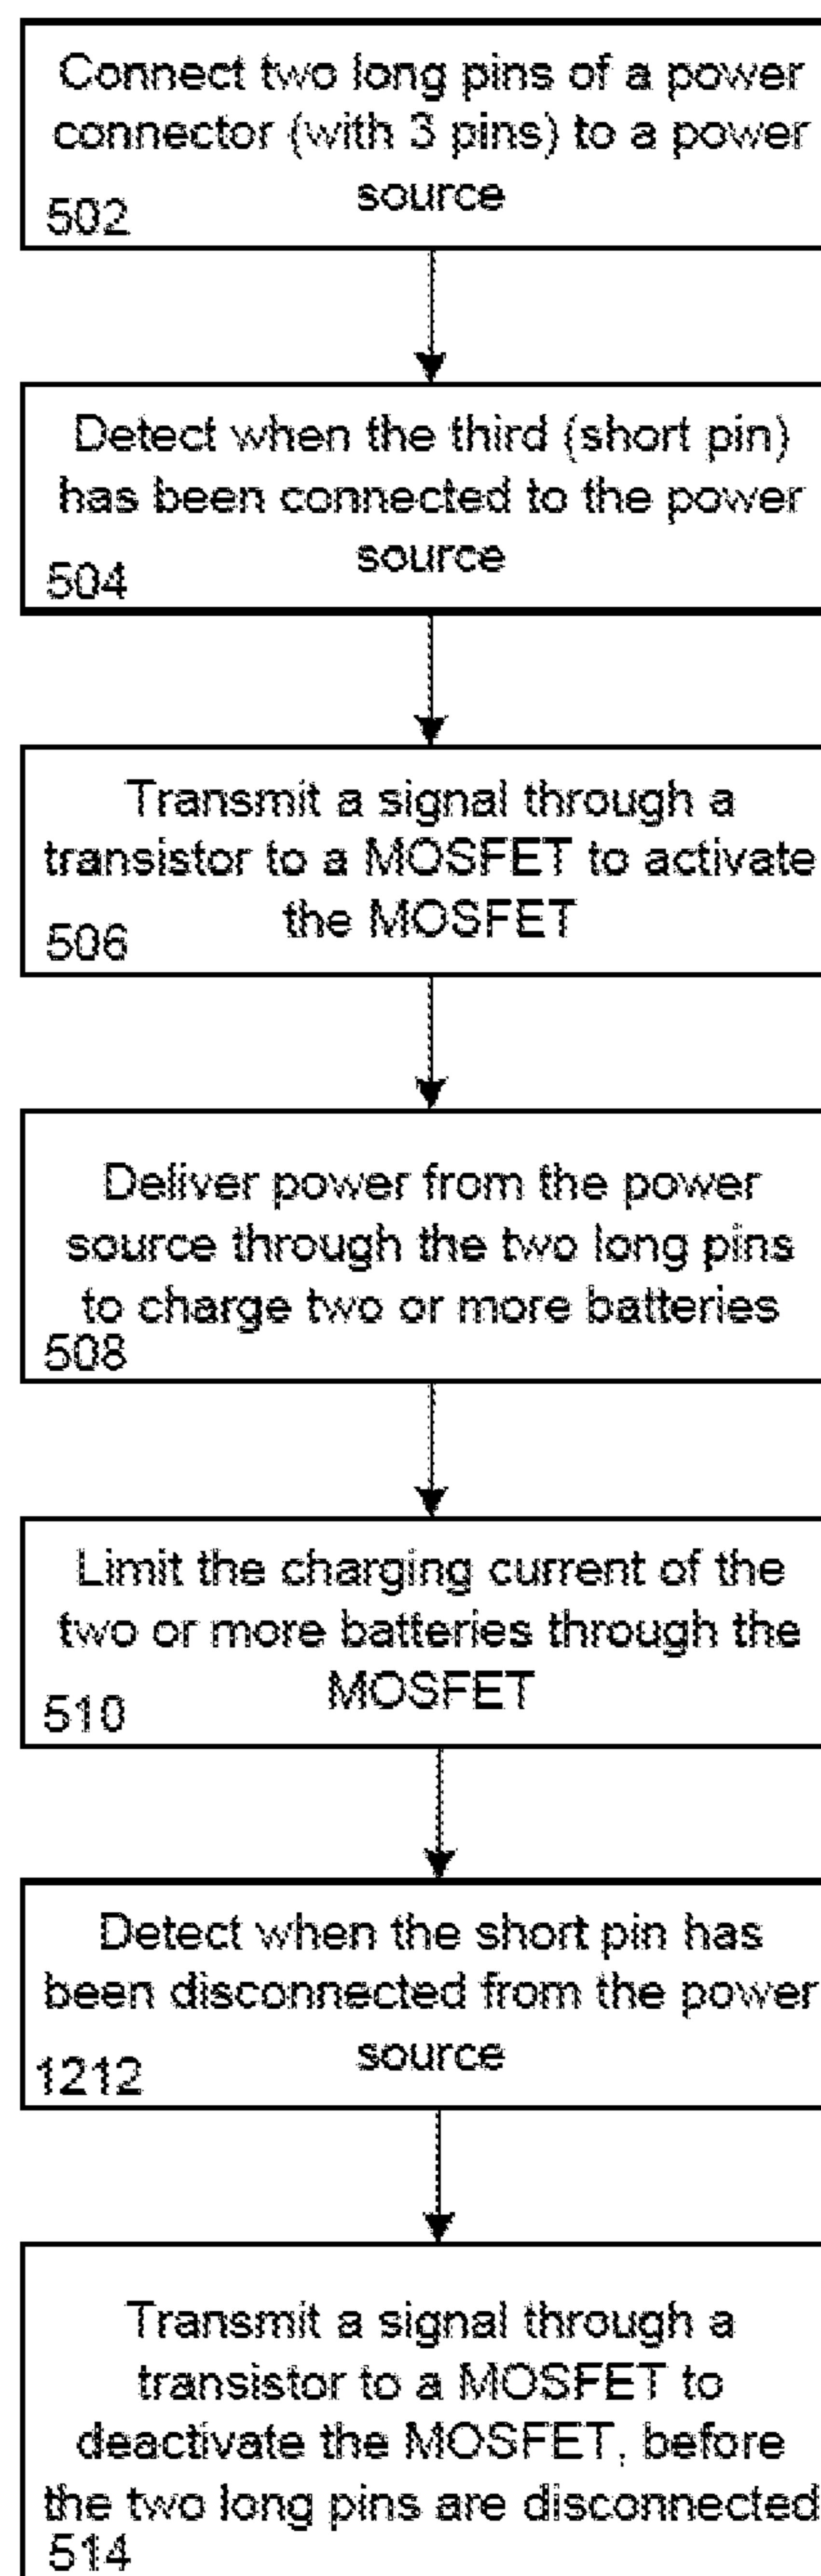 Connect two long pins of a power
connector (with 3 pins) to a power
source
502
Detect when the third (short pin)
has been connected to the power
source
504
Transmit a signal through a
transistor to a MOSFET to activate
the MOSFET
506
Deliver power from the power
source through the two long pins
to charge two or more batteries
508
Limit the charging current of the
two or more batteries through the
MOSFET
510
Detect when the short pin has
been disconnected from the power
source
1212
Transmit a signal through a
transistor to a MOSFET to
deactivate the MOSFET, before
the two long pins are disconnected
514